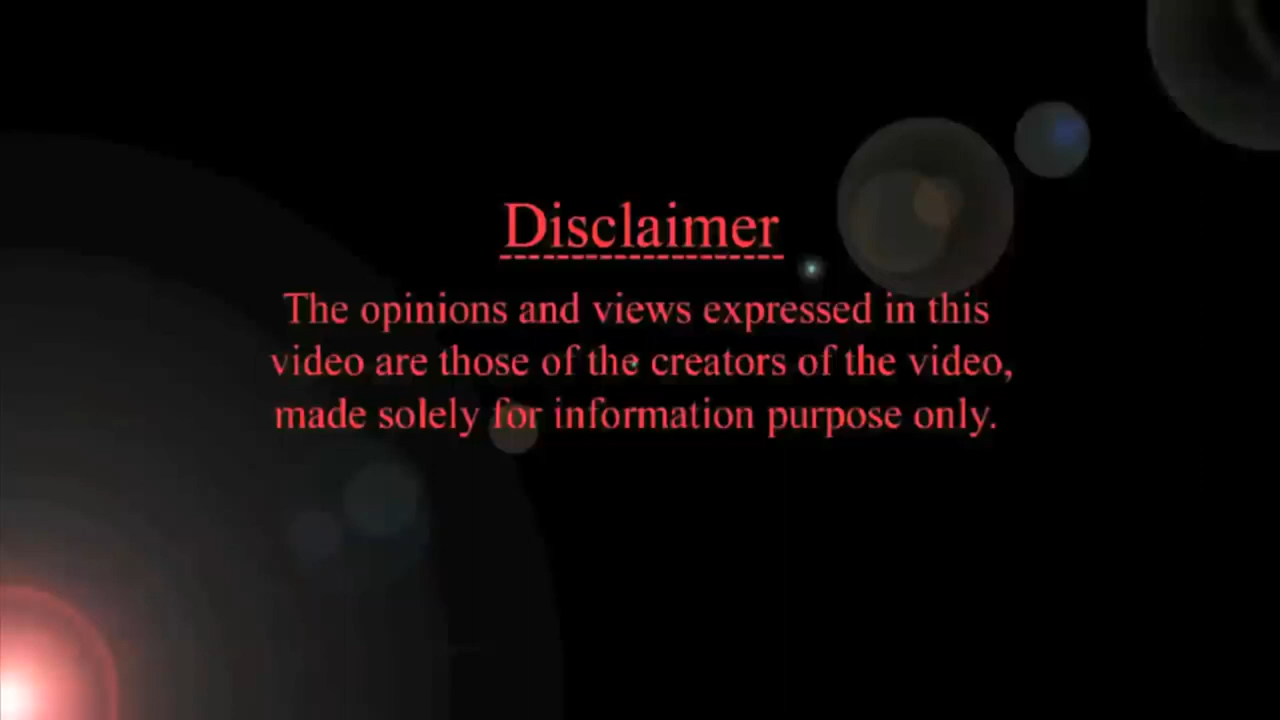 Disclaimer
The opinions and views expressed in this
video are those of the creators of the video,
made solely for information purpose only.